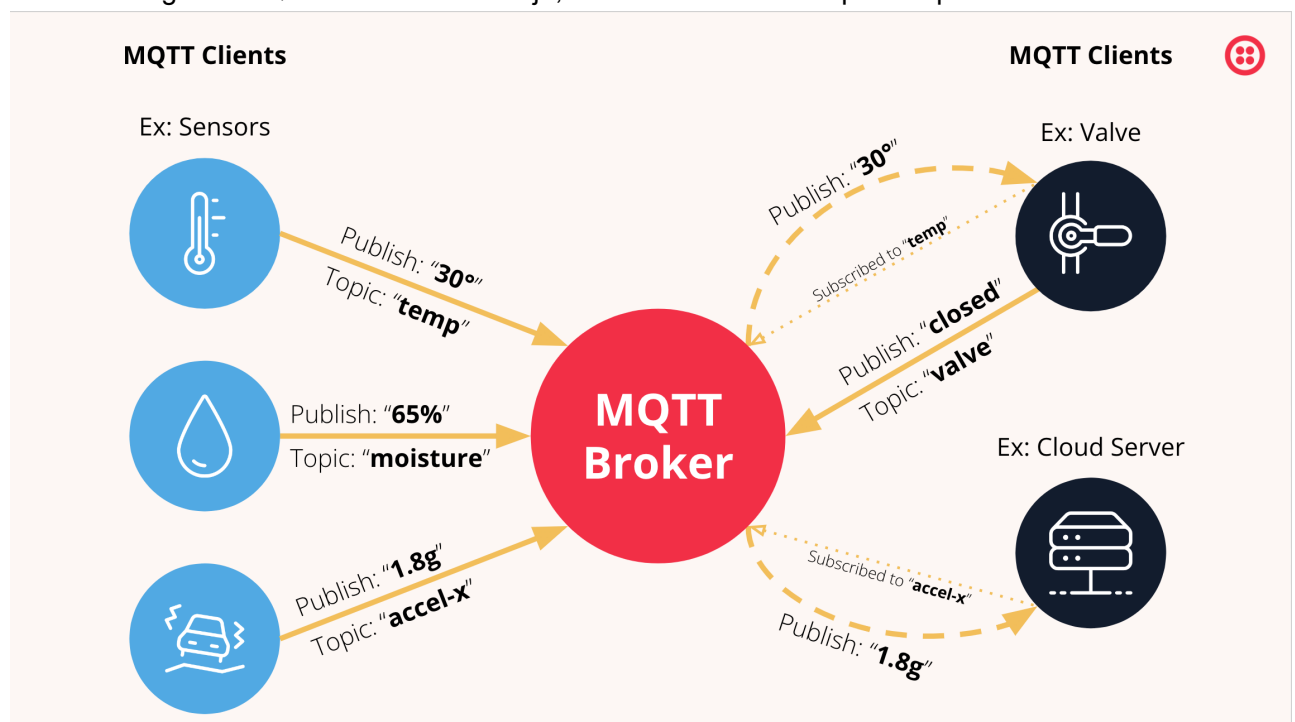 MQTT Clients
Ex: Sensors
Publish: “30°”
Topic: “temp”
Publish: “65%”
Topic: “moisture”
Publish: “1.8g”
Topic: “accel-x”
MQTT
Broker
MQTT Clients
Ex: Valve
Publish: “30°”
Subscribed to “temp”
Publish: “closed”
Topic: “valve”
Ex: Cloud Server
Subscribed to “accel-x”
Publish: “1.8g”